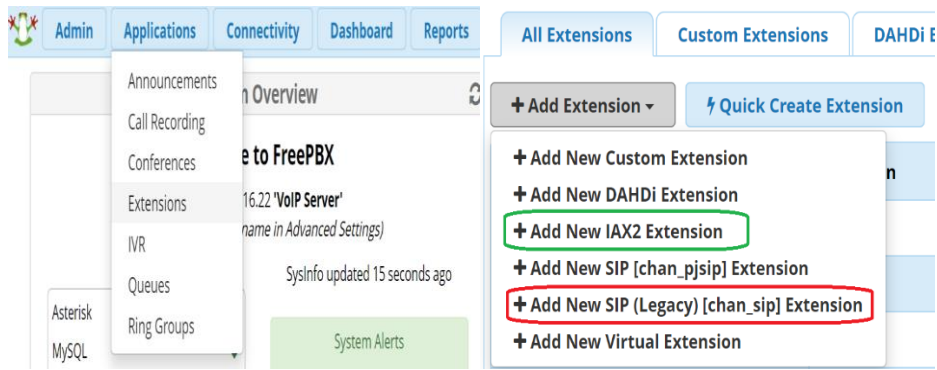 Admin Applications Connectivity Dashboard Reports
Announcements
Call Recording
Conferences
Extensions
IVR
Queues
Ring Groups
n Overview
e to FreePBX
16.22 'VoIP Server'
name in Advanced Settings)
SysInfo updated 15 seconds ago
Asterisk
MySQL
System Alerts
All Extensions Custom Extensions DAHDi E
+ Add Extension
Quick Create Extension
+ Add New Custom Extension
+ Add New DAHDi Extension
+ Add New IAX2 Extension
+ Add New SIP [chan_pjsip] Extension
+ Add New SIP (Legacy) [chan_sip] Extension
+ Add New Virtual Extension
n